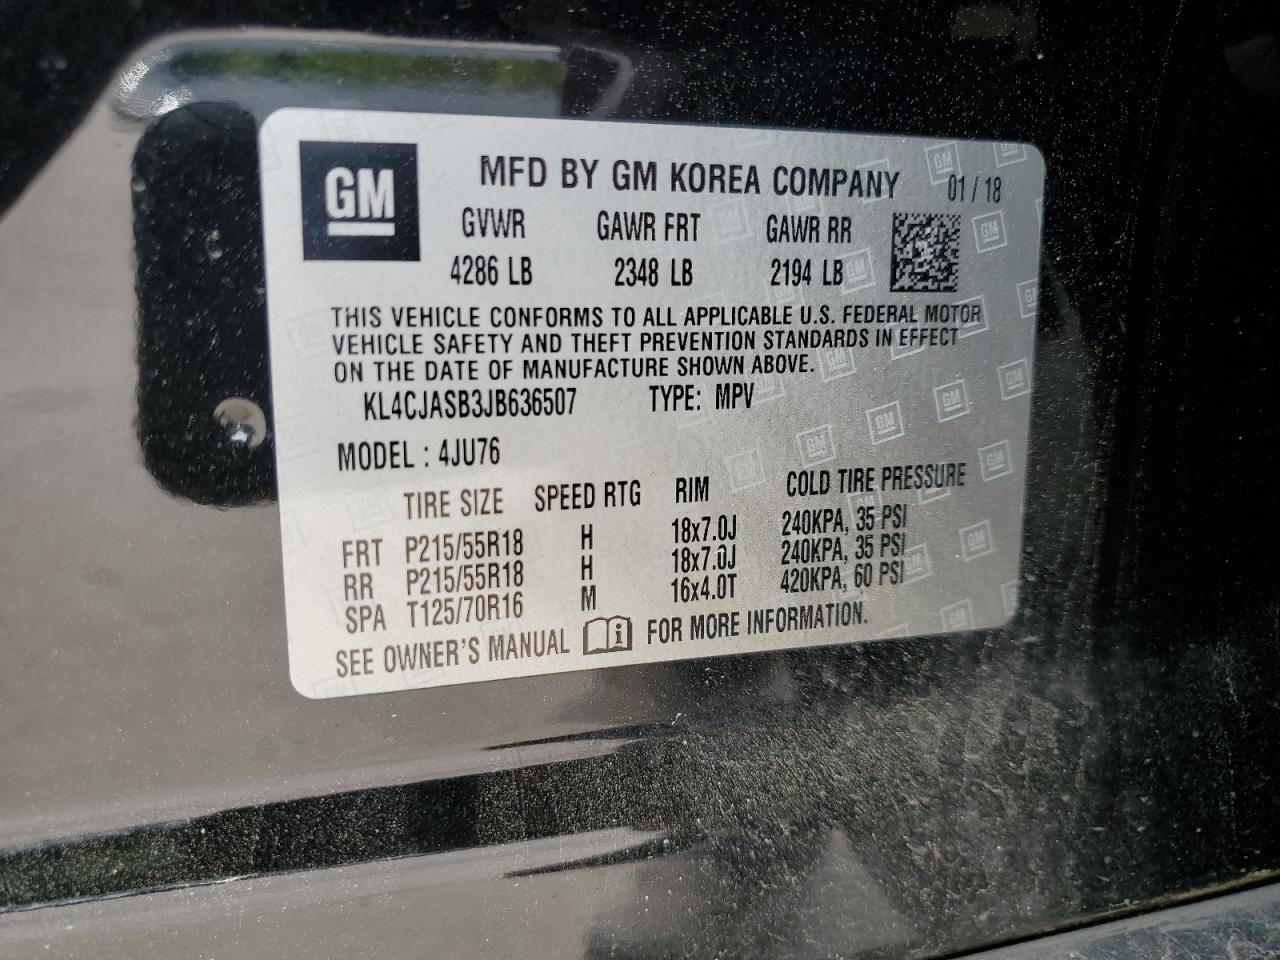 GM
MFD BY GM KOREA COMPANY 01 / 18
GVWR GAWR FRT GAWR RR
4286 LB 2348 LB 2194 LB
THIS VEHICLE CONFORMS TO ALL APPLICABLE U.S. FEDERAL MOTOR
VEHICLE SAFETY AND THEFT PREVENTION STANDARDS IN EFFECT
ON THE DATE OF MANUFACTURE SHOWN ABOVE.
KL4CJASB3JB636507 TYPE: MPV
MODEL : 4JU76
TIRE SIZE SPEED RTG RIM COLD TIRE PRESSURE
FRT P215/55R18 H 18x7.0J 240KPA, 35 PSI
RR P215/55R18 H 18x7.0J 240KPA, 35 PSI
SPA T125/70R16 M 16x4.0T 420KPA, 60 PSI
SEE OWNER'S MANUAL FOR MORE INFORMATION.